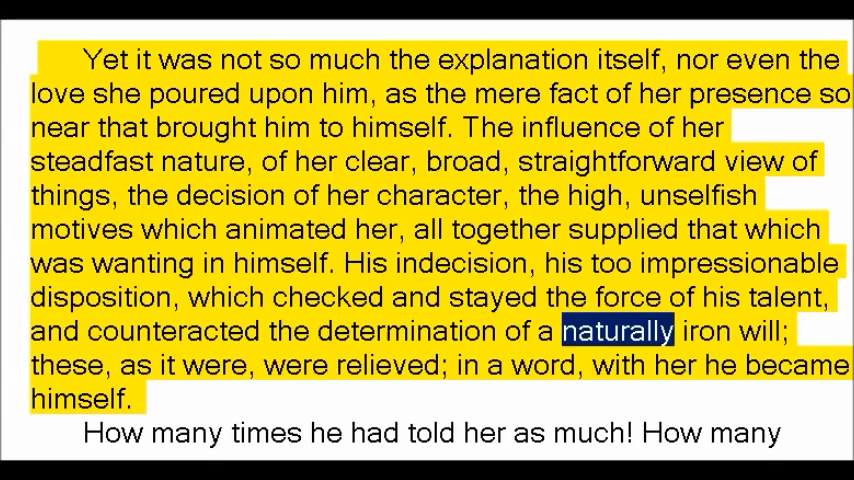 Yet it was not so much the explanation itself, nor even the
love she poured upon him, as the mere fact of her presence so
near that brought him to himself. The influence of her
steadfast nature, of her clear, broad, straightforward view of
things, the decision of her character, the high, unselfish
motives which animated her, all together supplied that which
was wanting in himself. His indecision, his too impressionable
disposition, which checked and stayed the force of his talent,
and counteracted the determination of a naturally iron will;
these, as it were, were relieved; in a word, with her he became
himself.
How many times he had told her as much! How many